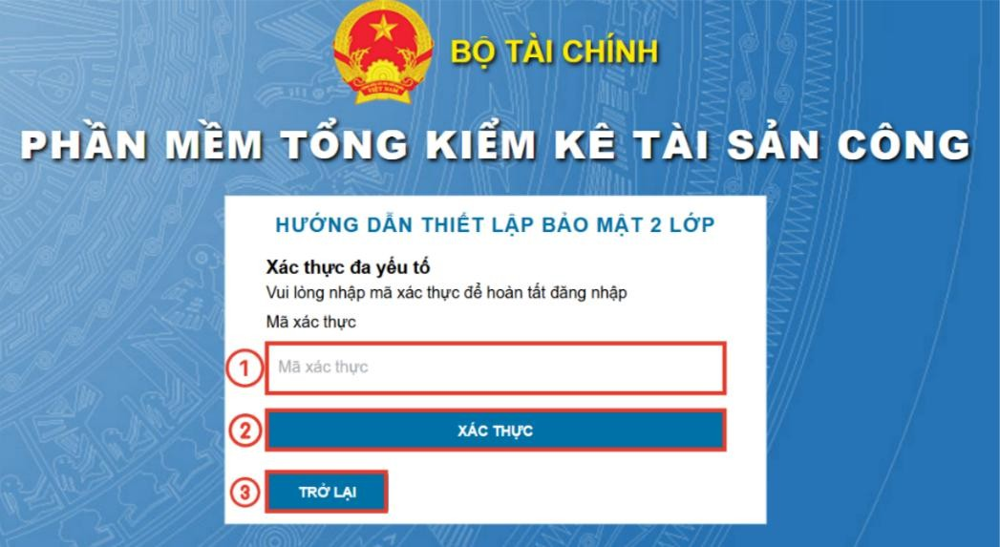 BỘ TÀI CHÍNH
VIỆT NAM
PHẦN MỀM TỔNG KIỂM KÊ TÀI SẢN CÔNG
HƯỚNG DẪN THIẾT LẬP BẢO MẬT 2 LỚP
Xác thực đa yếu tố
Vui lòng nhập mã xác thực để hoàn tất đăng nhập
Mã xác thực
1 Mã xác thực
2 XÁC THỰC
3 TRỞ LẠI